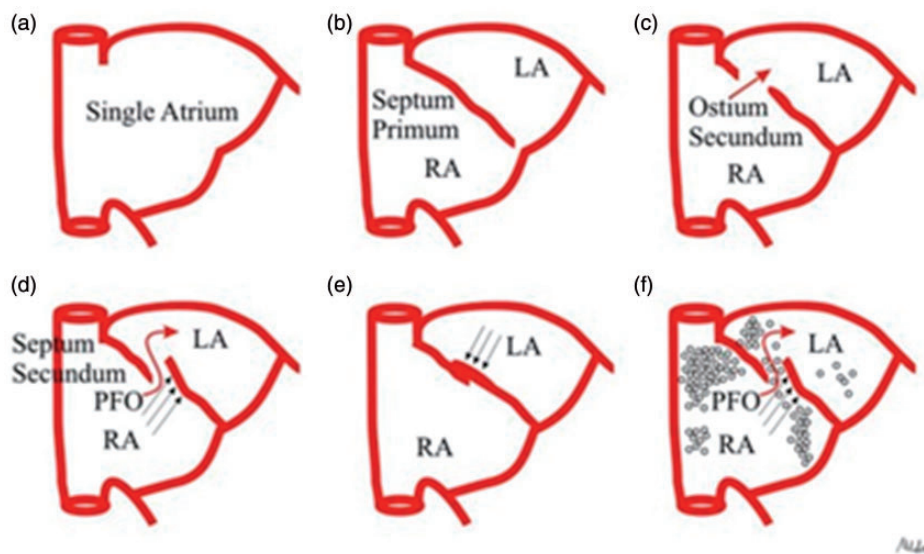 (a)
Single Atrium
(b)
LA
Septum
Primum
RA
(c)
LA
Ostium
Secundum
RA
(d)
LA
Septum
Secundum
PFO
RA
(e)
LA
RA
(f)
LA
PFO
RA